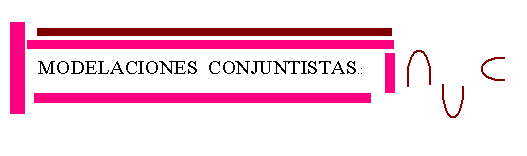 MODELACIONES CONJUNTISTAS.:
∩ ∪ ⊂